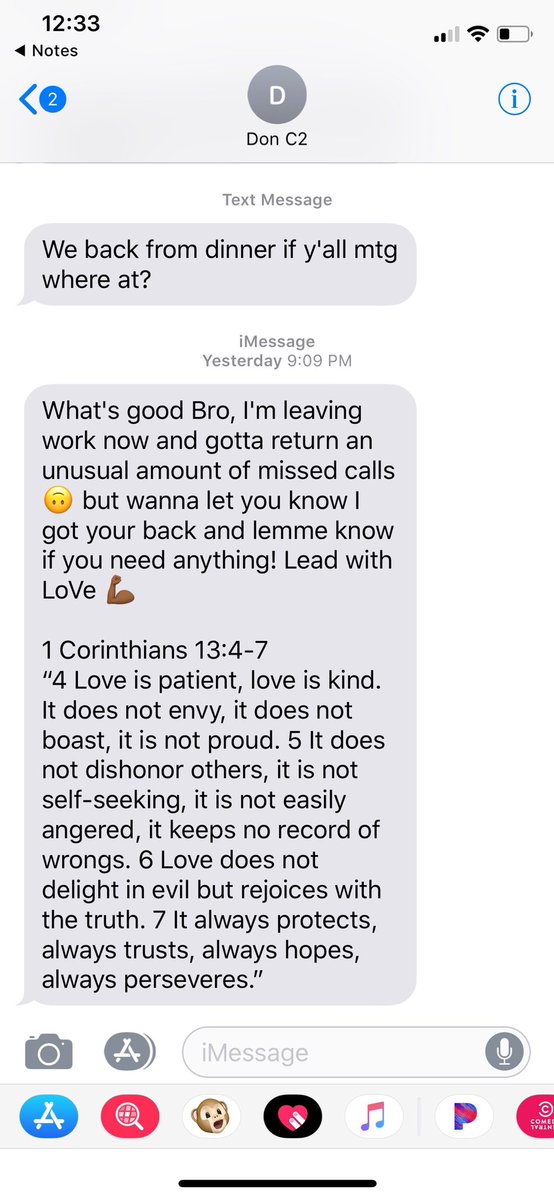 12:33
Notes
2
D
Don C2
Text Message
We back from dinner if y'all mtg
where at?
iMessage
Yesterday 9:09 PM
What's good Bro, I'm leaving
work now and gotta return an
unusual amount of missed calls
🙃 but wanna let you know I
got your back and lemme know
if you need anything! Lead with
LoVe 💪🏾
1 Corinthians 13:4-7
“4 Love is patient, love is kind.
It does not envy, it does not
boast, it is not proud. 5 It does
not dishonor others, it is not
self-seeking, it is not easily
angered, it keeps no record of
wrongs. 6 Love does not
delight in evil but rejoices with
the truth. 7 It always protects,
always trusts, always hopes,
always perseveres.”
iMessage